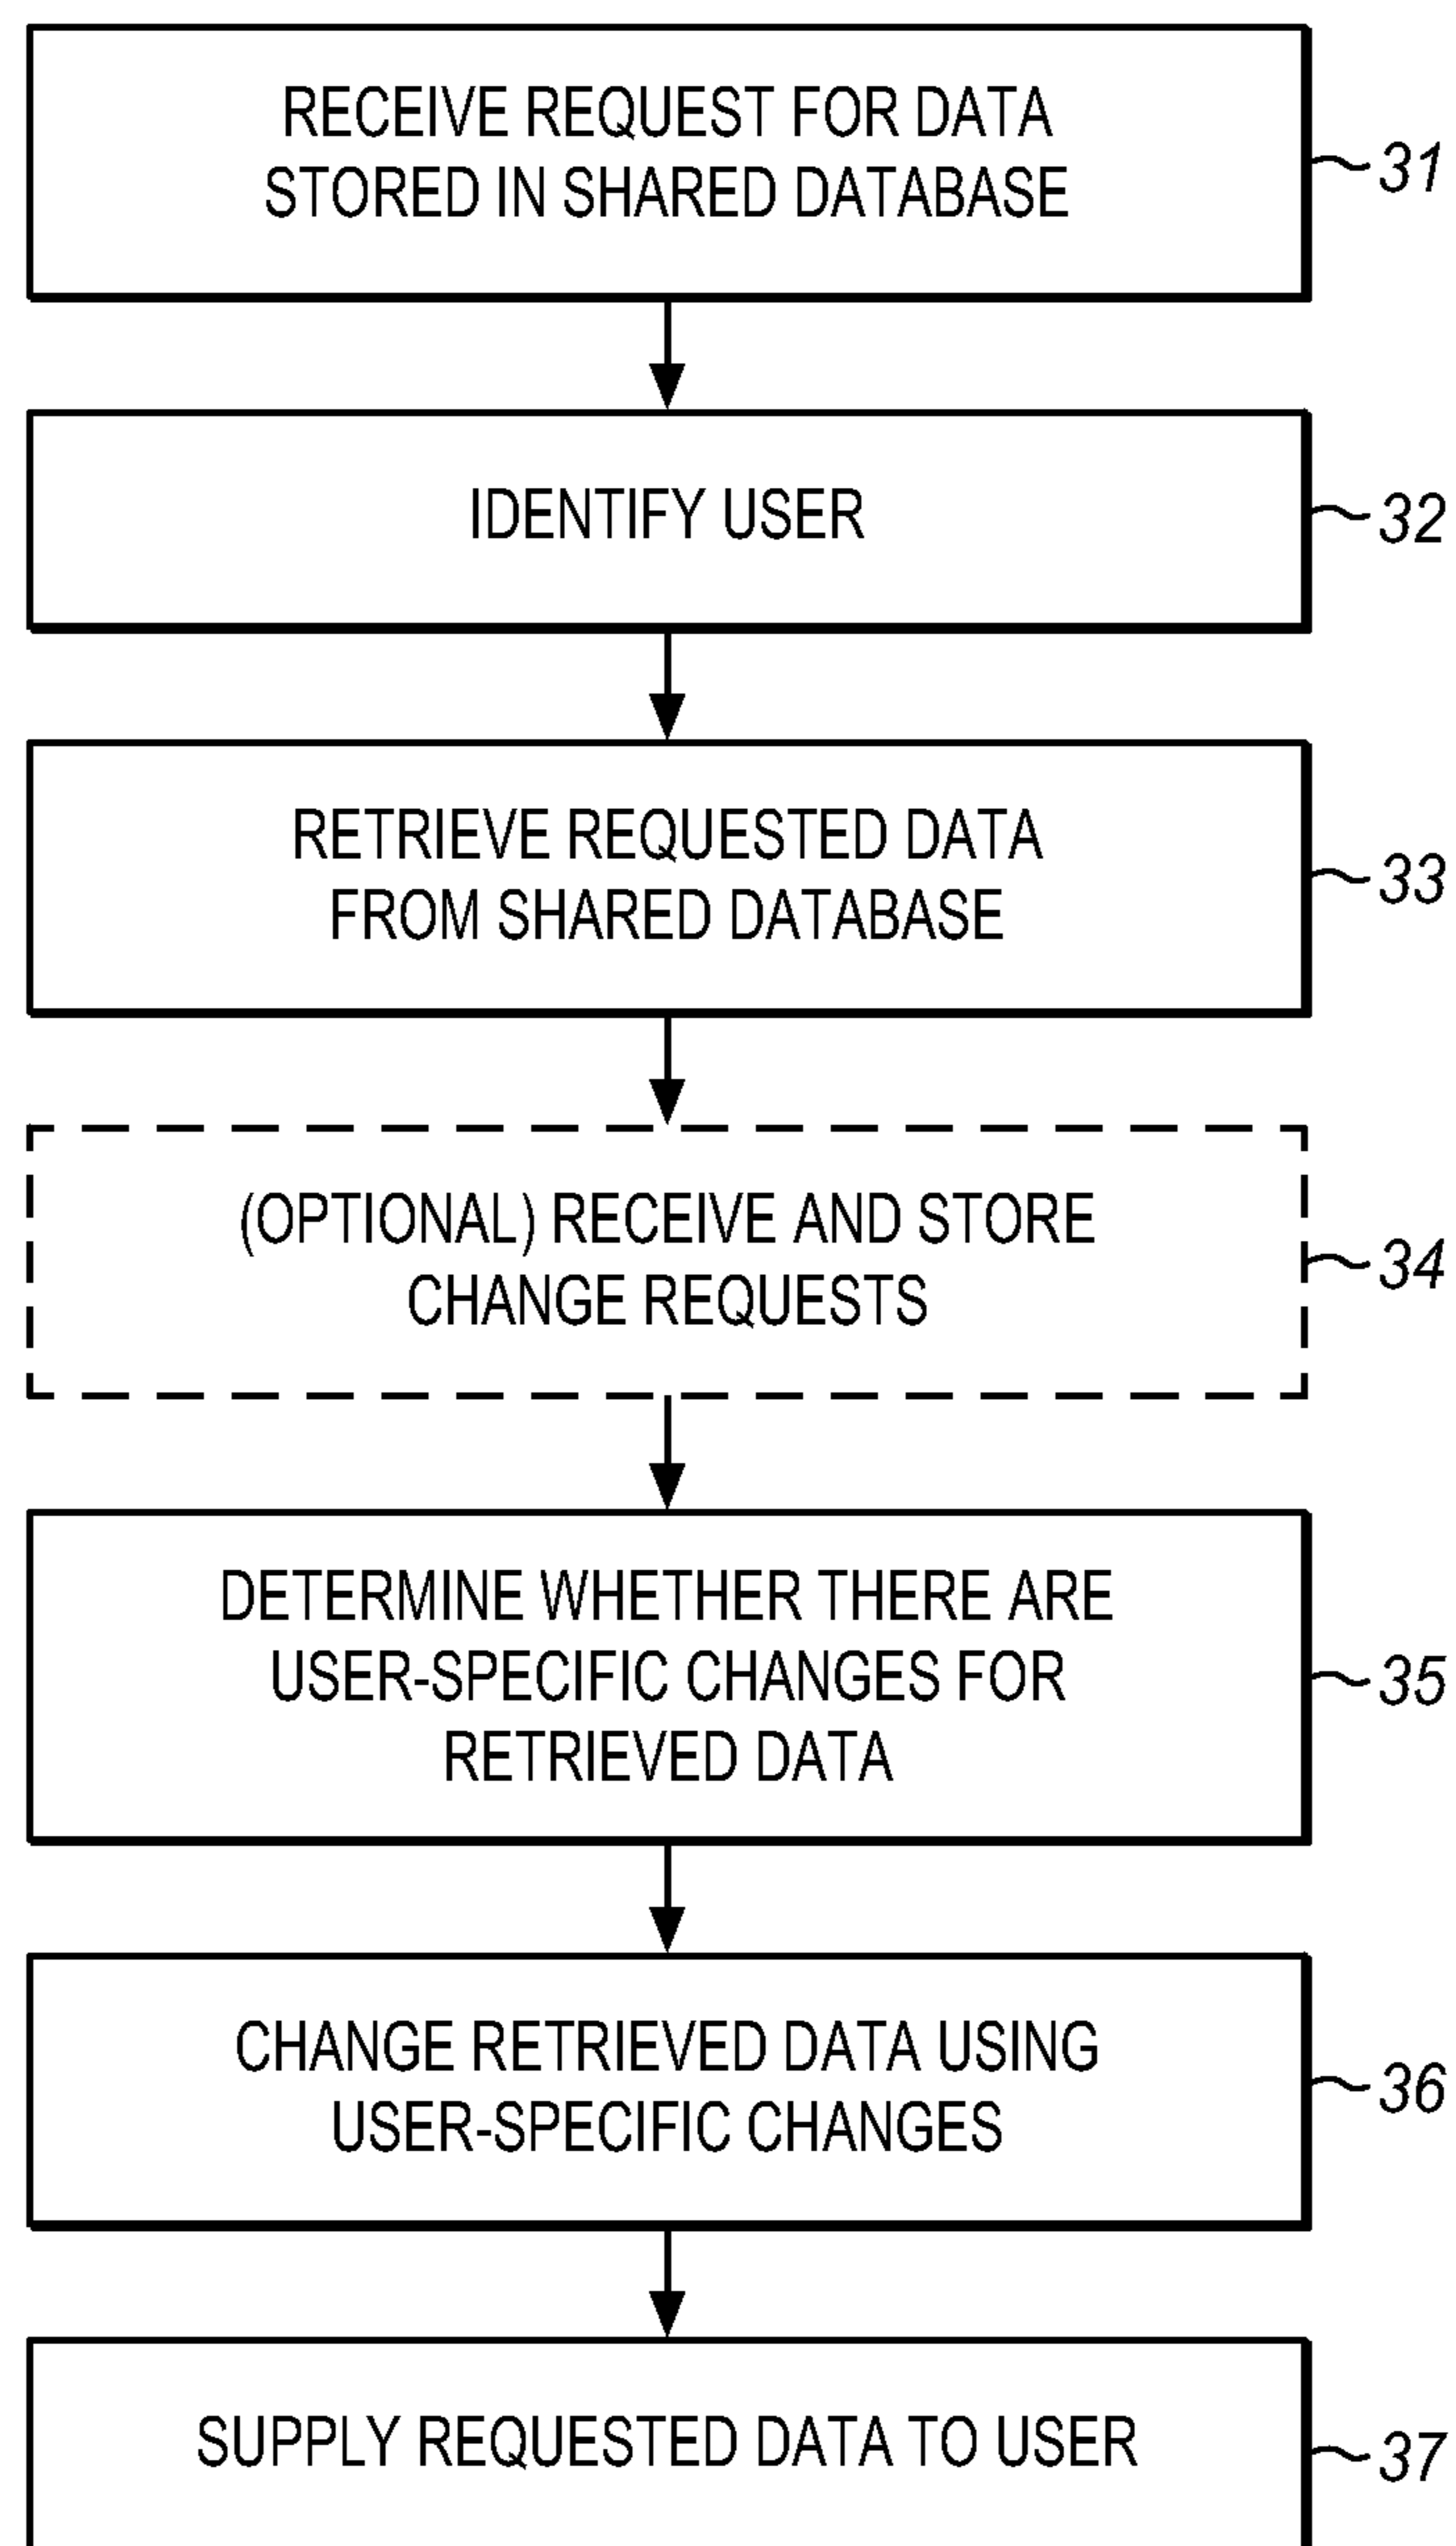 RECEIVE REQUEST FOR DATA
STORED IN SHARED DATABASE
31
IDENTIFY USER
32
RETRIEVE REQUESTED DATA
FROM SHARED DATABASE
33
(OPTIONAL) RECEIVE AND STORE
CHANGE REQUESTS
34
DETERMINE WHETHER THERE ARE
USER-SPECIFIC CHANGES FOR
RETRIEVED DATA
35
CHANGE RETRIEVED DATA USING
USER-SPECIFIC CHANGES
36
SUPPLY REQUESTED DATA TO USER
37